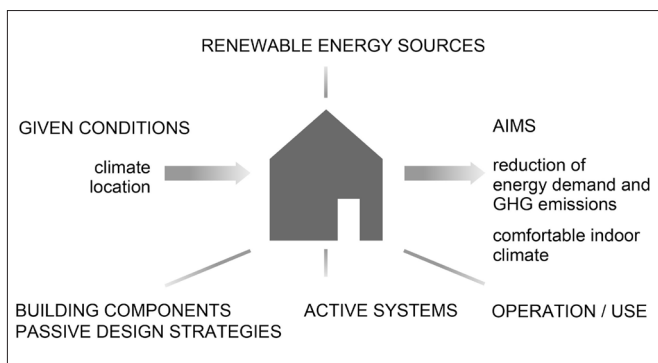 RENEWABLE ENERGY SOURCES
GIVEN CONDITIONS
climate
location
AIMS
reduction of
energy demand and
GHG emissions
comfortable indoor
climate
BUILDING COMPONENTS
PASSIVE DESIGN STRATEGIES
ACTIVE SYSTEMS
OPERATION / USE